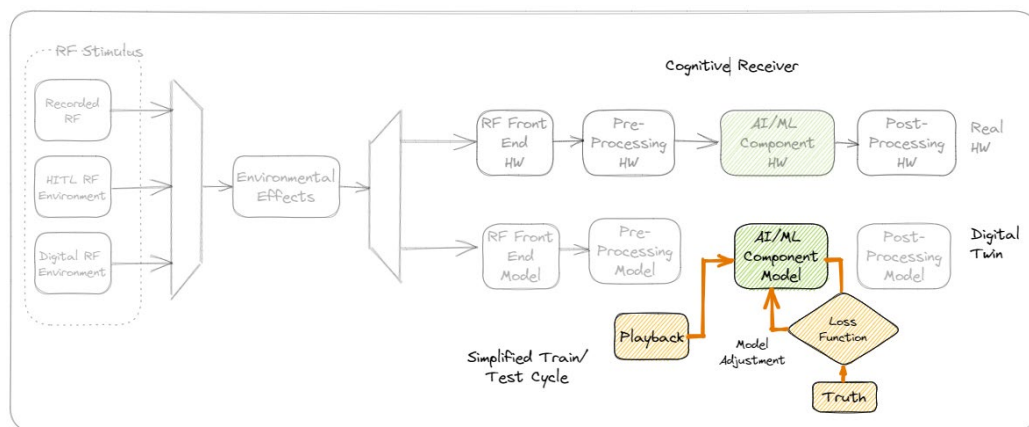 RF Stimulus
Recorded
RF
HITL RF
Environment
Digital RF
Environment
Environmental
Effects
Cognitive Receiver
RF Front
End
HW
Pre-
Processing
HW
AI/ML
Component
HW
Post-
Processing
HW
Real
HW
RF Front
End
Model
Pre-
Processing
Model
AI/ML
Component
Model
Post-
Processing
Model
Digital
Twin
Playback
Loss
Function
Model
Adjustment
Simplified Train/
Test Cycle
Truth